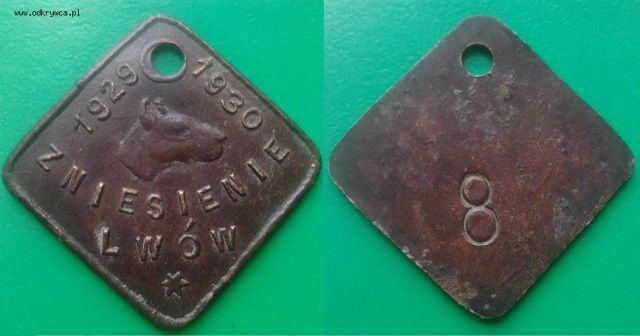 www.odkrywca.pl
1929 1930
ZNIESIENIE
LWÓW
8